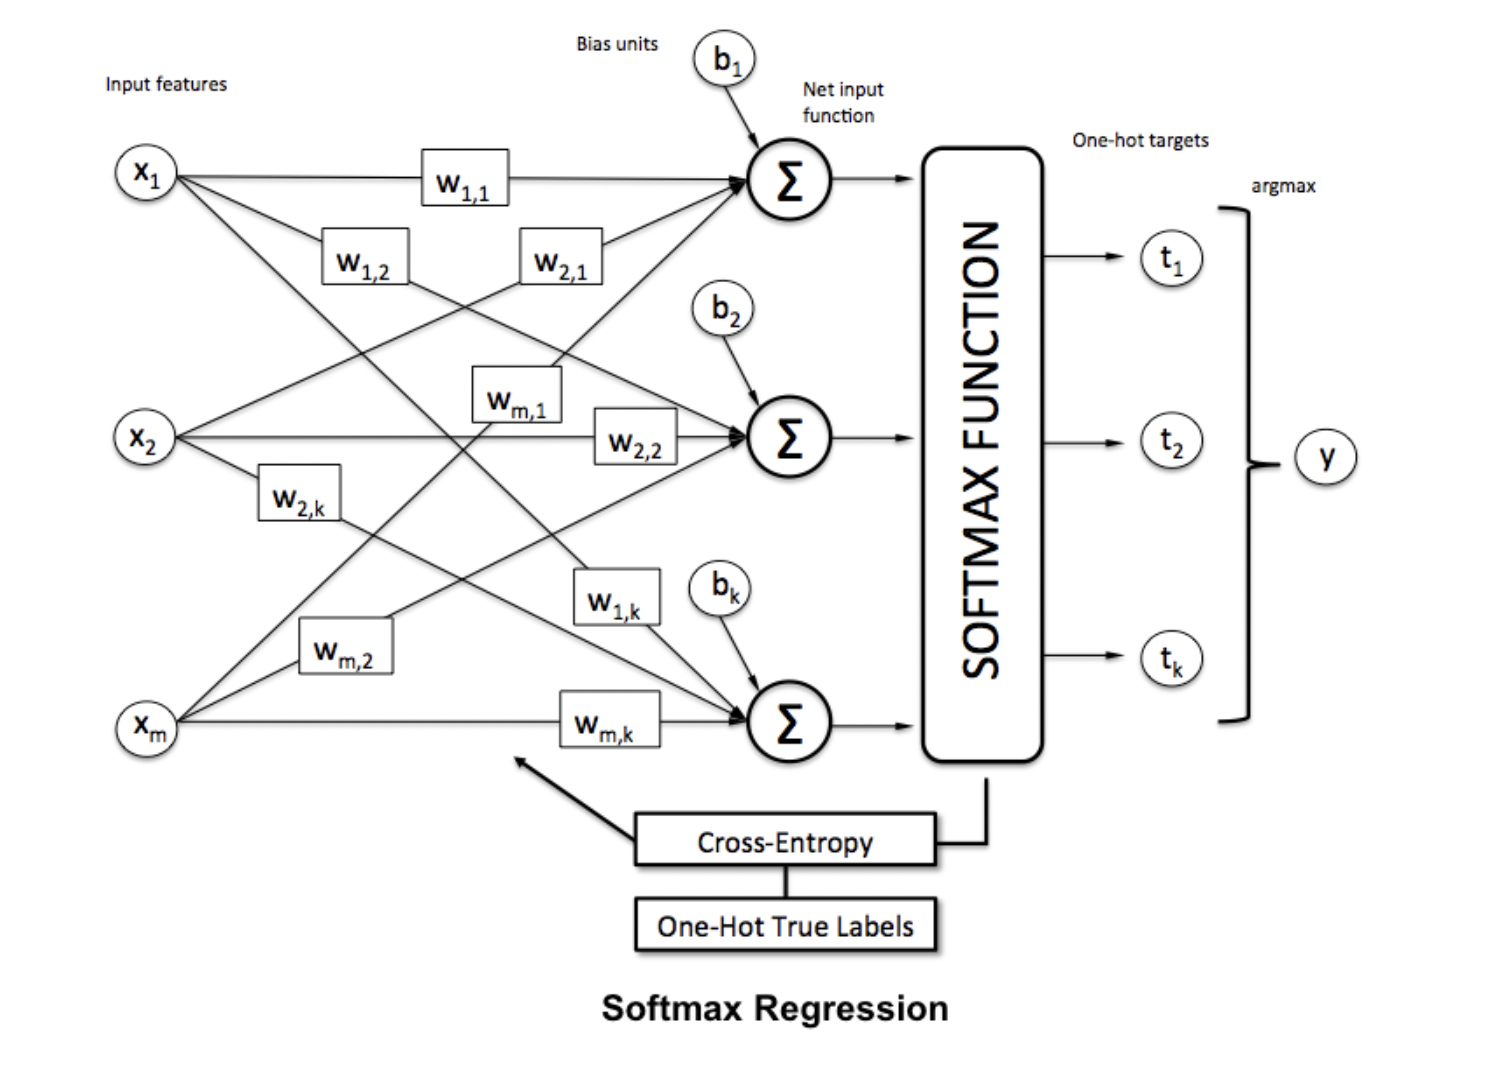 Bias units
b1
Input features
Net input
function
One-hot targets
argmax
x1
w1,1
Σ
w1,2
w2,1
t1
b2
wm,1
x2
w2,2
Σ
t2
y
w2,k
bk
w1,k
wm,2
tk
xm
wm,k
Σ
SOFTMAX FUNCTION
Cross-Entropy
One-Hot True Labels
Softmax Regression